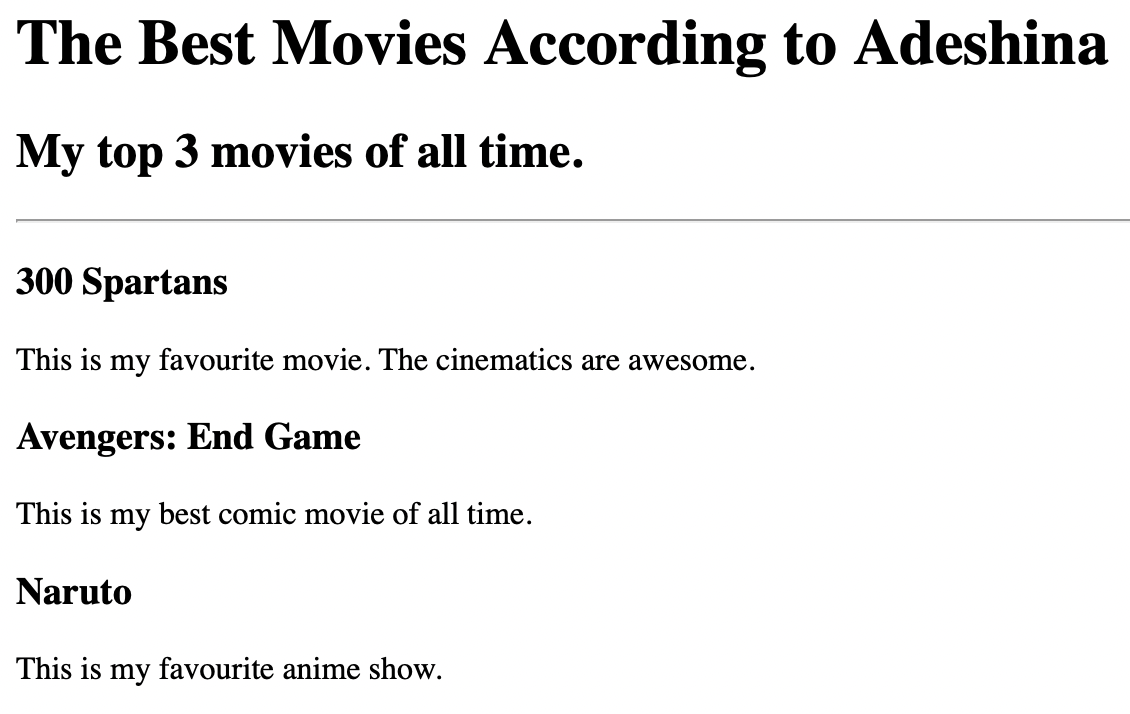 The Best Movies According to Adeshina
My top 3 movies of all time.
300 Spartans
This is my favourite movie. The cinematics are awesome.
Avengers: End Game
This is my best comic movie of all time.
Naruto
This is my favourite anime show.